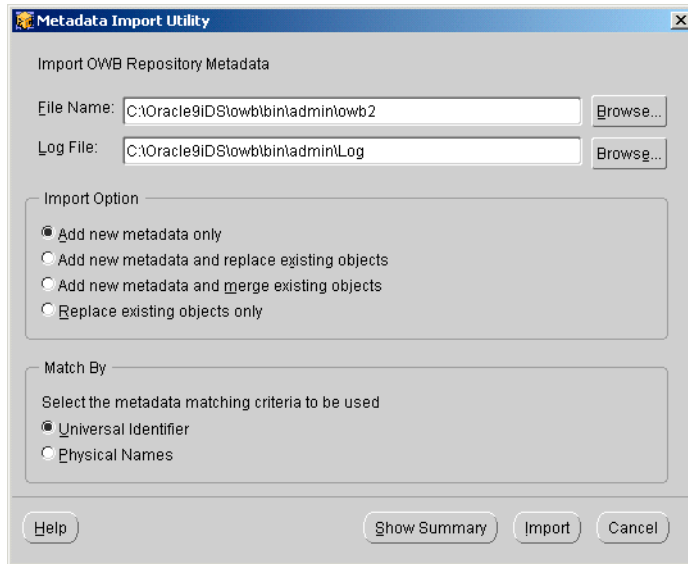 Metadata Import Utility
Import OWB Repository Metadata
File Name: C:\Oracle9iDS\owb\bin\admin\owb2 Browse...
Log File: C:\Oracle9iDS\owb\bin\admin\Log Browse...
Import Option
Add new metadata only
Add new metadata and replace existing objects
Add new metadata and merge existing objects
Replace existing objects only
Match By
Select the metadata matching criteria to be used
Universal Identifier
Physical Names
Help Show Summary Import Cancel